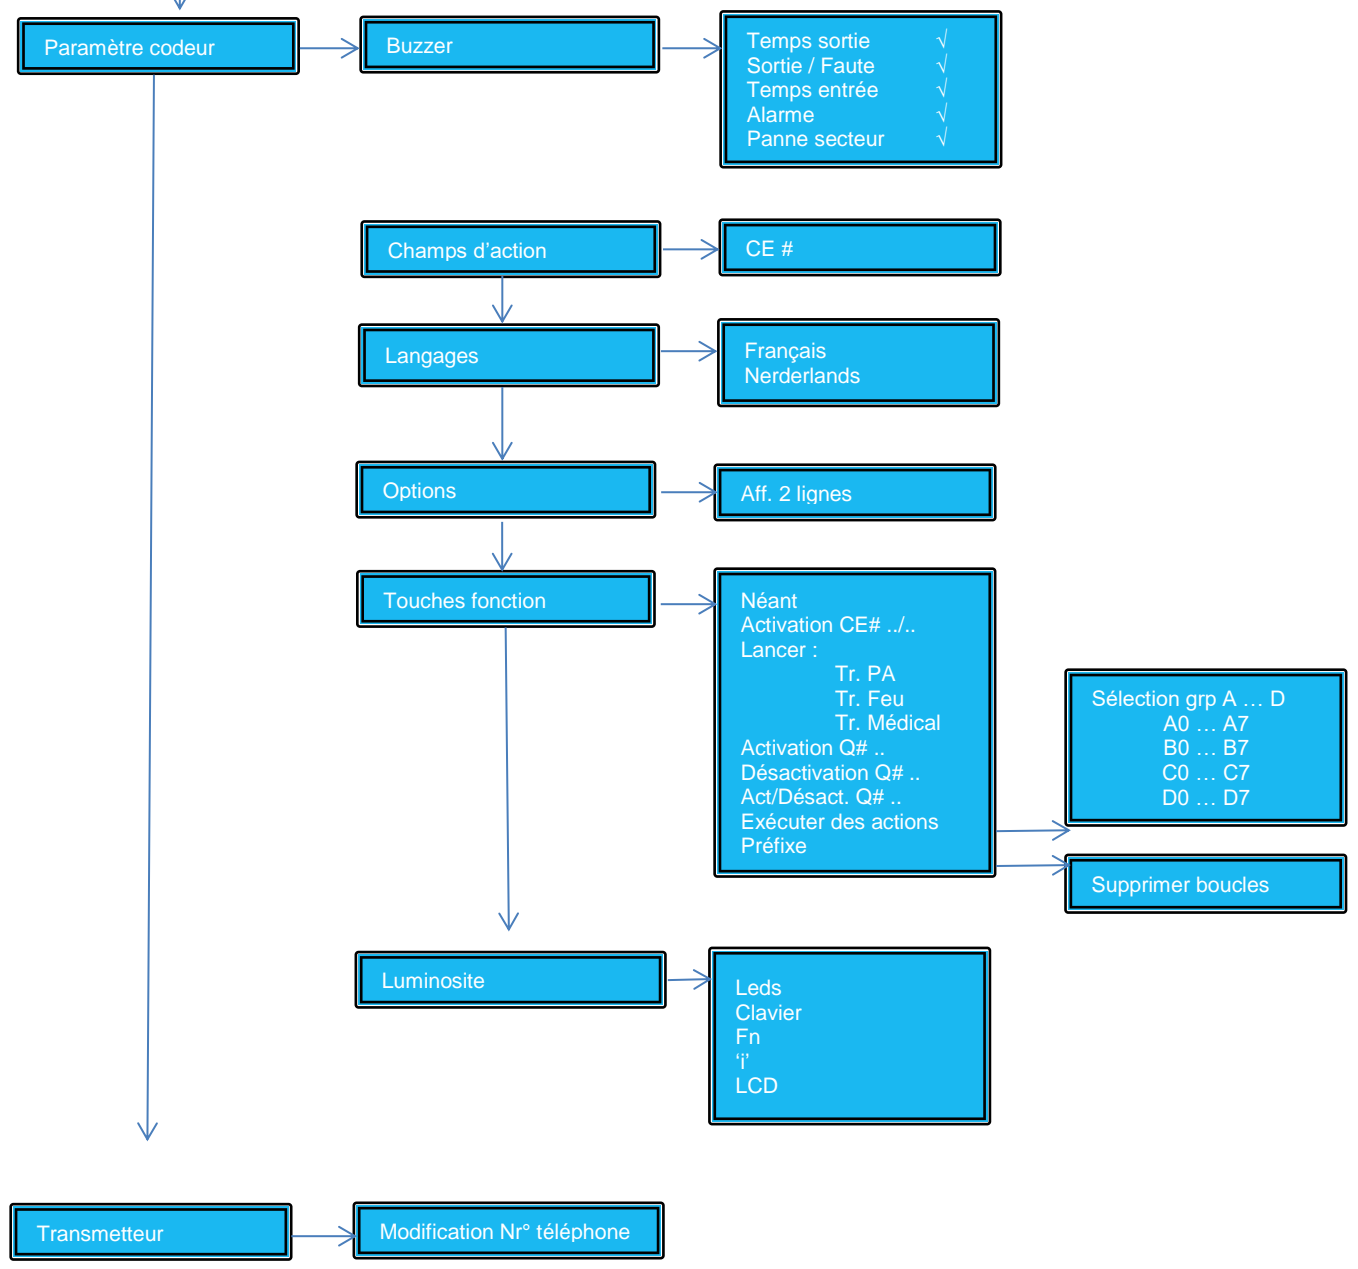 Paramètre codeur
Buzzer
Temps sortie √
Sortie / Faute √
Temps entrée √
Alarme √
Panne secteur √
Champs d’action
CE #
Langages
Français
Nerderlands
Options
Aff. 2 lignes
Touches fonction
Néant
Activation CE# ../..
Lancer :
Tr. PA
Tr. Feu
Tr. Médical
Activation Q# ..
Désactivation Q# ..
Act/Désact. Q# ..
Exécuter des actions
Préfixe
Sélection grp A … D
A0 … A7
B0 … B7
C0 … C7
D0 … D7
Supprimer boucles
Luminosite
Leds
Clavier
Fn
‘i’
LCD
Transmetteur
Modification Nr° téléphone